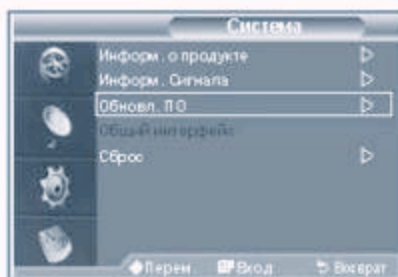 Система
Информ. о продукте
Информ. Сигнала
Обновл. ПО
Общий интерфейс
Сброс
Перем. Вход Возврат